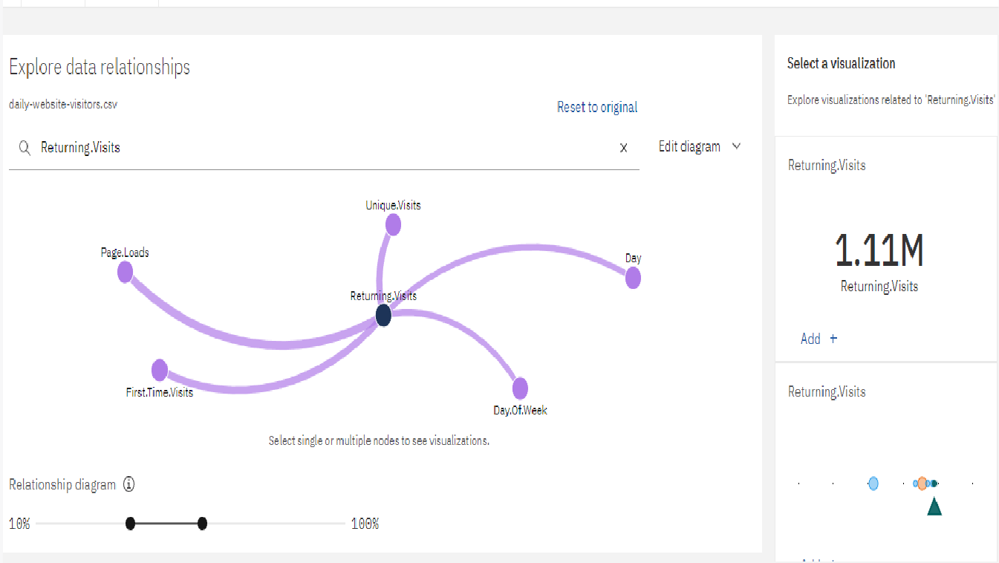 Explore data relationships
daily-website-visitors.csv
Reset to original
Returning.Visits
X
Edit diagram
Unique.Visits
Page.Loads
Day
Returning.Visits
First.Time.Visits
Day.Of.Week
Select single or multiple nodes to see visualizations.
Relationship diagram
10%
100%
Select a visualization
Explore visualizations related to 'Returning.Visits'
Returning.Visits
1.11M
Returning.Visits
Add +
Returning.Visits